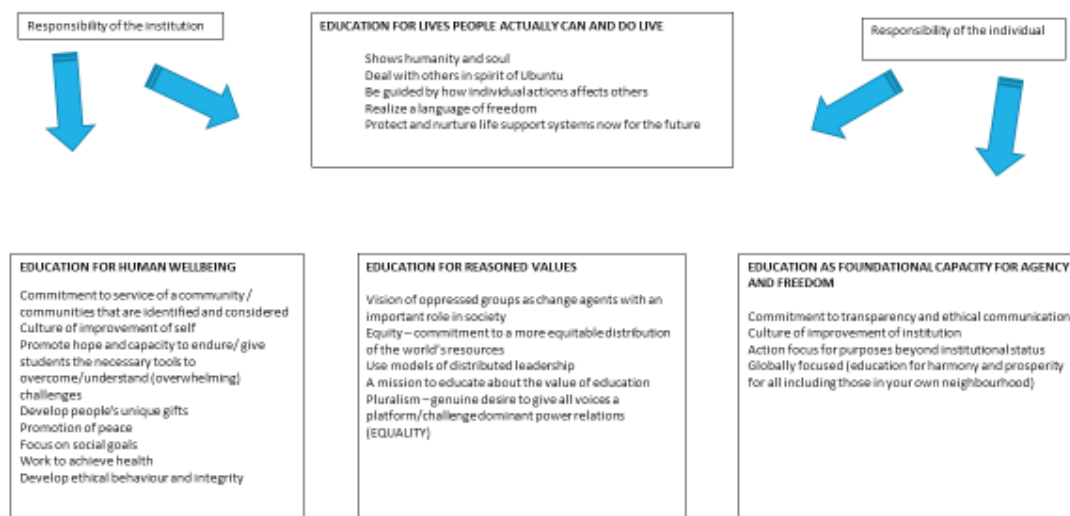 Responsibility of the institution
EDUCATION FOR LIVES PEOPLE ACTUALLY CAN AND DO LIVE
Shows humanity and soul
Deal with others in spirit of Ubuntu
Be guided by how individual actions affects others
Realize a language of freedom
Protect and nurture life support systems now for the future
Responsibility of the individual
EDUCATION FOR HUMAN WELLBEING
Commitment to service of a community /
communities that are identified and considered
Culture of improvement of self
Promote hope and capacity to endure/ give
students the necessary tools to
overcome/understand (overwhelming)
challenges
Develop people's unique gifts
Promotion of peace
Focus on social goals
Work to achieve health
Develop ethical behaviour and integrity
EDUCATION FOR REASONED VALUES
Vision of oppressed groups as change agents with an
important role in society
Equity – commitment to a more equitable distribution
of the world's resources
Use models of distributed leadership
A mission to educate about the value of education
Pluralism – genuine desire to give all voices a
platform/challenge dominant power relations
(EQUALITY)
EDUCATION AS FOUNDATIONAL CAPACITY FOR AGENCY
AND FREEDOM
Commitment to transparency and ethical communication
Culture of improvement of institution
Action focus for purposes beyond institutional status
Globally focused (education for harmony and prosperity
for all including those in your own neighbourhood)